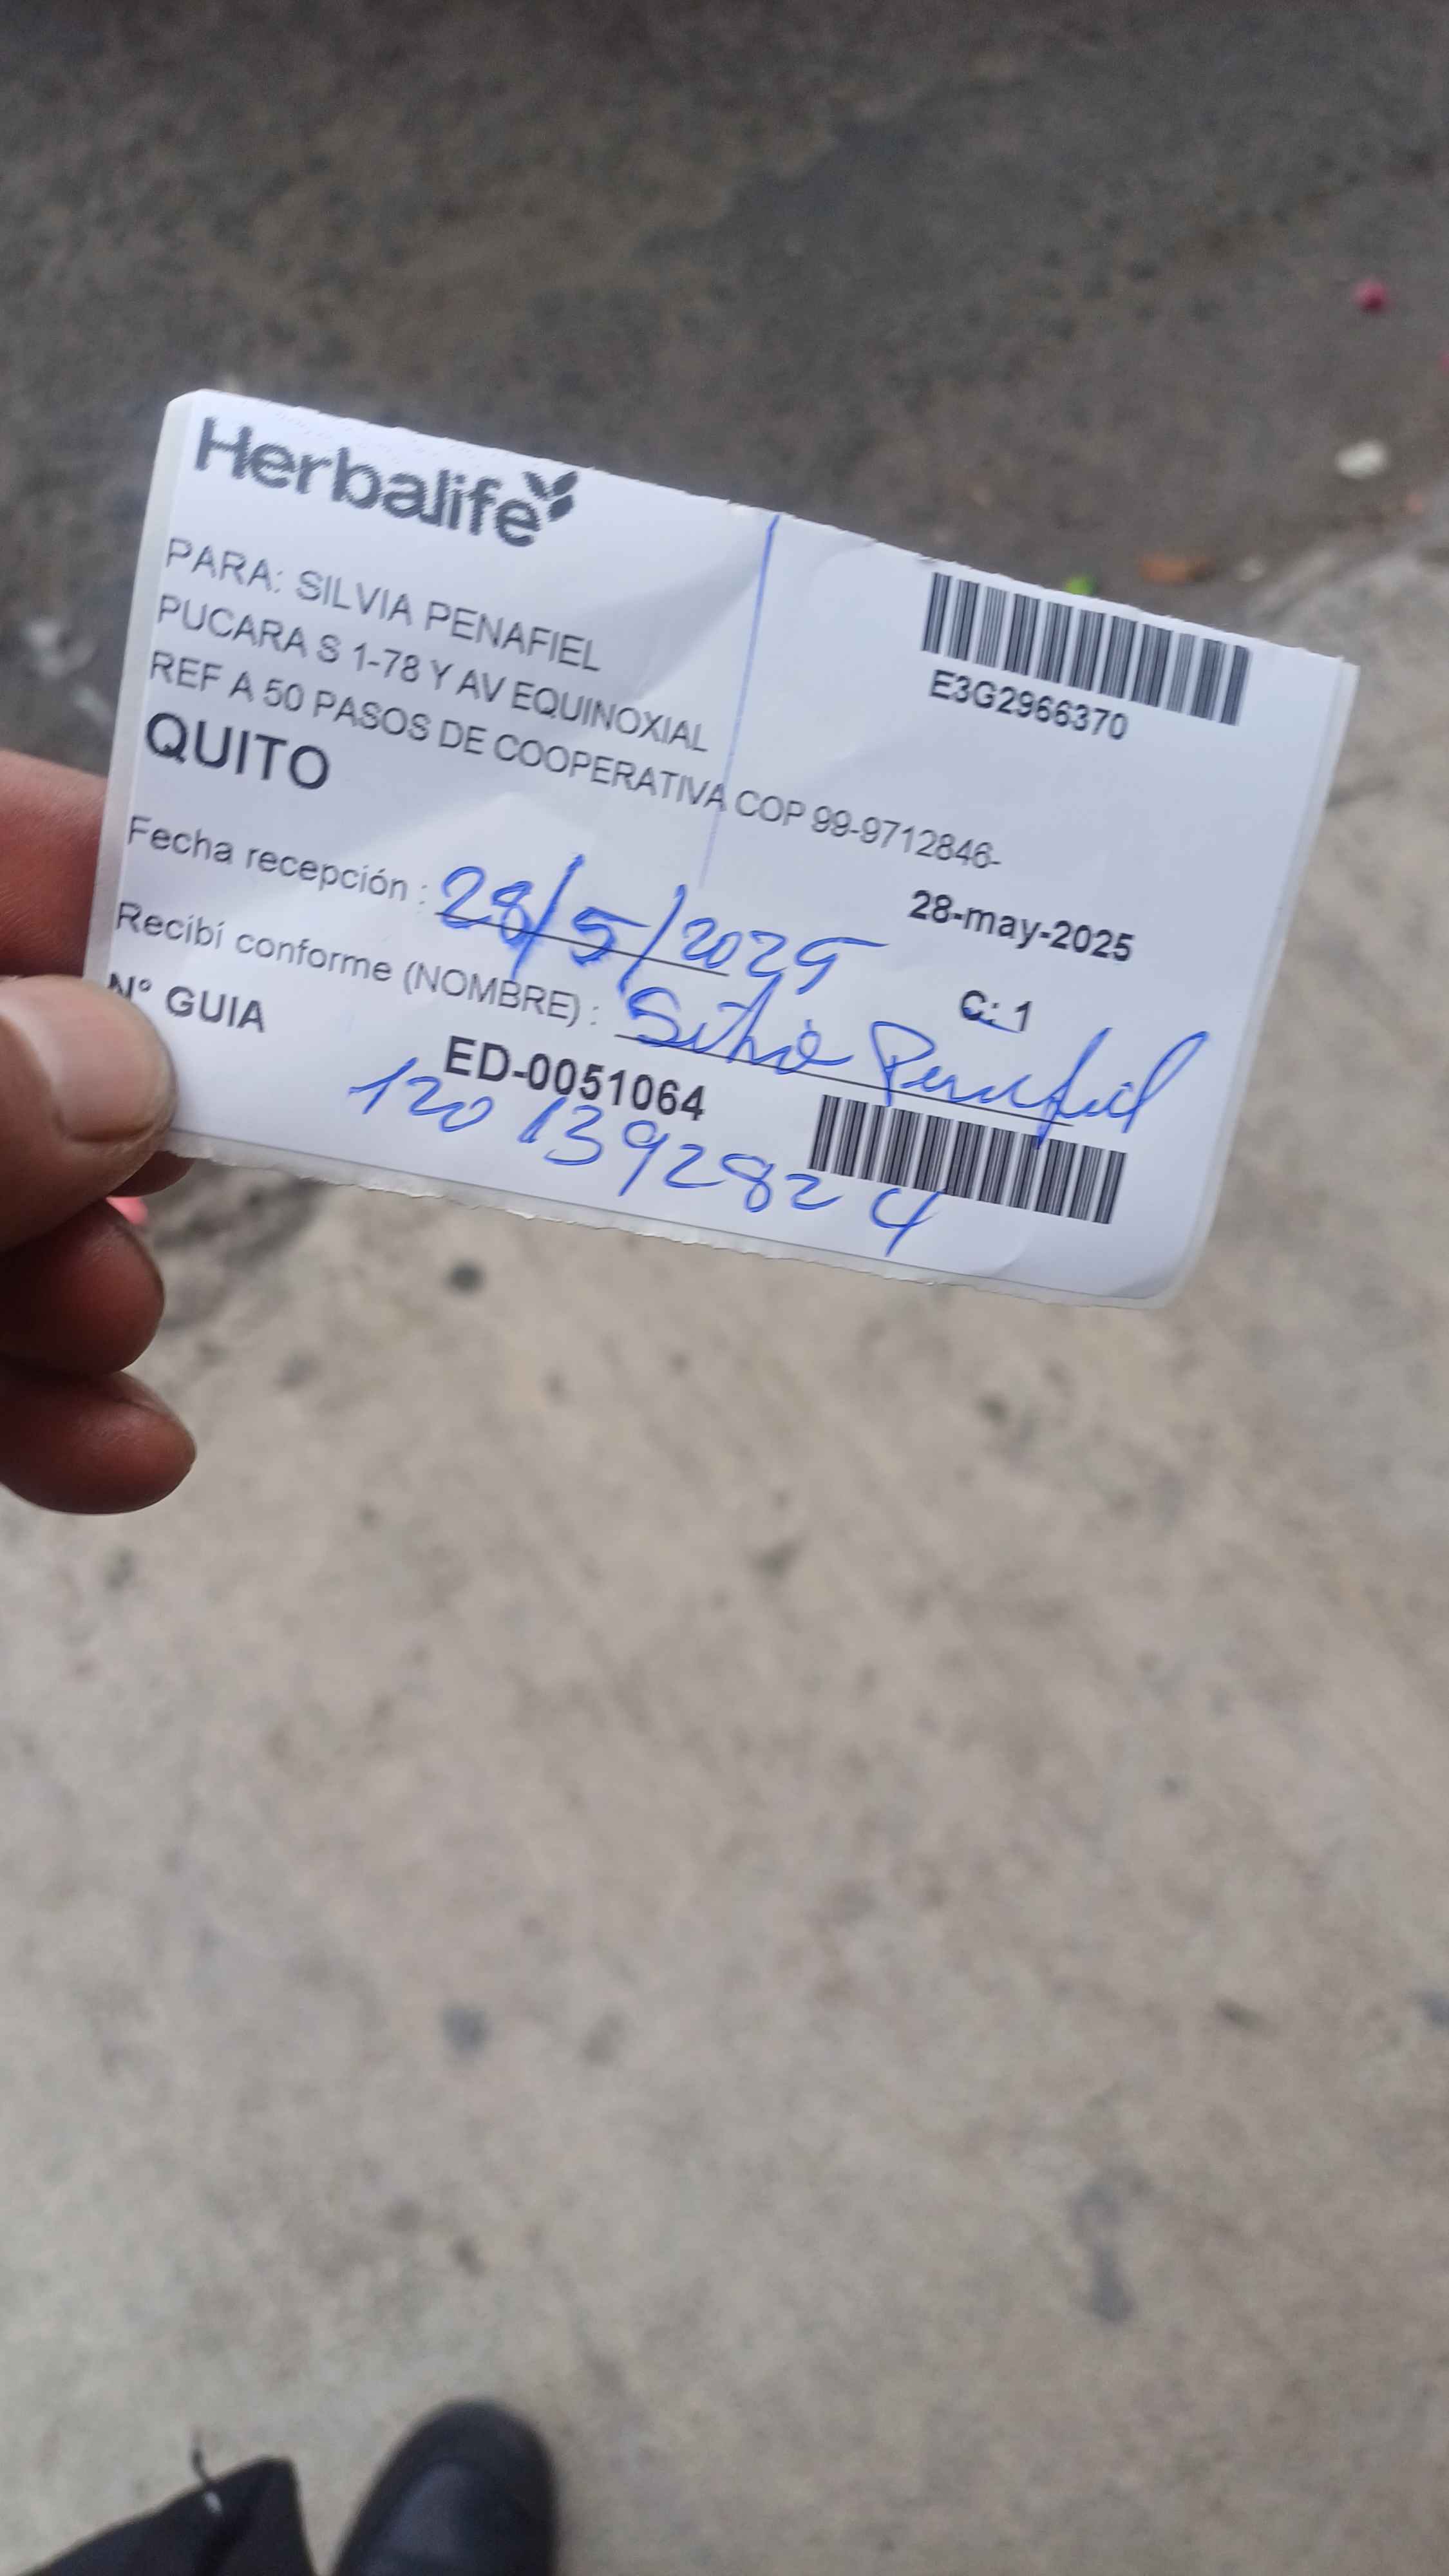 Herbalife
E3G2966370
PARA: SILVIA PENAFIEL
PUCARA S 1-78 Y AV EQUINOXIAL
REF A 50 PASOS DE COOPERATIVA COP 99-9712846-
QUITO
28-may-2025
Fecha recepción : 28/5/2025
C: 1
Recibí conforme (NOMBRE) : Silvia Penafiel
N° GUIA
ED-0051064
1201392824